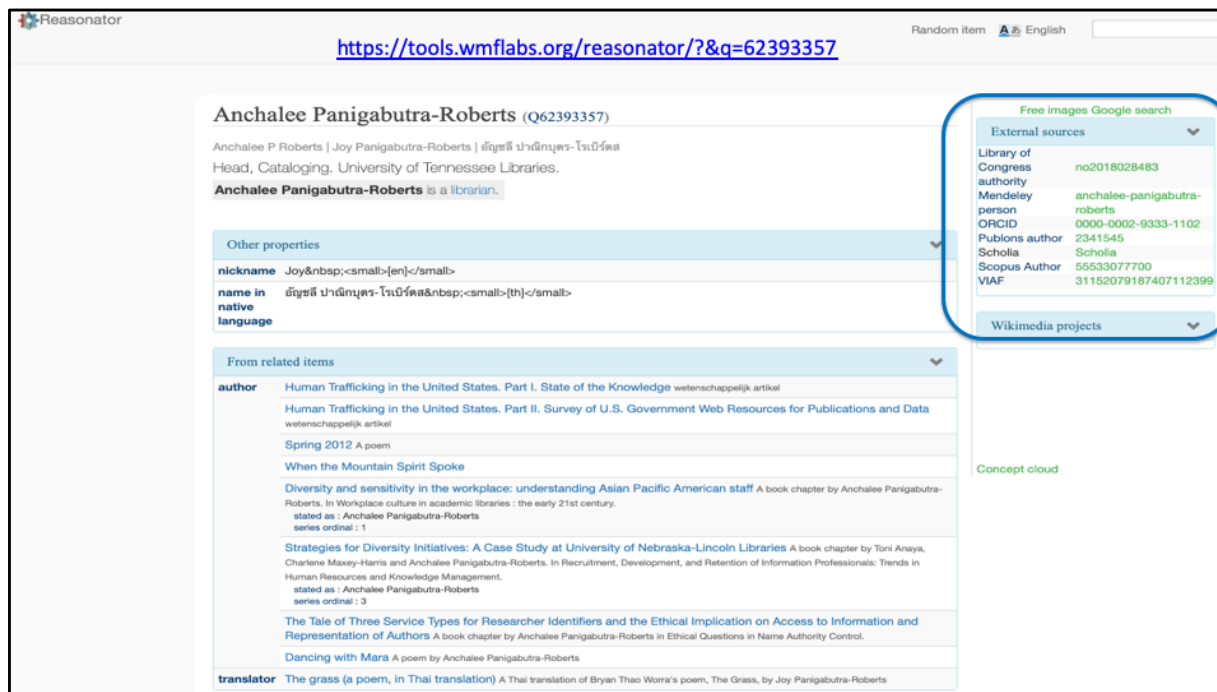 Reasonator
Random item Aあ English
https://tools.wmflabs.org/reasonator/?&q=62393357
Anchalee Panigabutra-Roberts (Q62393357)
Anchalee P Roberts | Joy Panigabutra-Roberts | อัญชลี ปาณิกบุตร-โรเบิร์ตส
Head, Cataloging. University of Tennessee Libraries.
Anchalee Panigabutra-Roberts is a librarian.
Other properties
nickname Joy&nbsp;<small>[en]</small>
name in native language อัญชลี ปาณิกบุตร-โรเบิร์ตส&nbsp;<small>[th]</small>
From related items
author Human Trafficking in the United States. Part I. State of the Knowledge wetenschappelijk artikel
Human Trafficking in the United States. Part II. Survey of U.S. Government Web Resources for Publications and Data
wetenschappelijk artikel
Spring 2012 A poem
When the Mountain Spirit Spoke
Diversity and sensitivity in the workplace: understanding Asian Pacific American staff A book chapter by Anchalee Panigabutra-
Roberts. In Workplace culture in academic libraries : the early 21st century.
stated as : Anchalee Panigabutra-Roberts
series ordinal : 1
Strategies for Diversity Initiatives: A Case Study at University of Nebraska-Lincoln Libraries A book chapter by Toni Anaya,
Charlene Maxey-Harris and Anchalee Panigabutra-Roberts. In Recruitment, Development, and Retention of Information Professionals: Trends in
Human Resources and Knowledge Management.
stated as : Anchalee Panigabutra-Roberts
series ordinal : 3
The Tale of Three Service Types for Researcher Identifiers and the Ethical Implication on Access to Information and
Representation of Authors A book chapter by Anchalee Panigabutra-Roberts in Ethical Questions in Name Authority Control.
Dancing with Mara A poem by Anchalee Panigabutra-Roberts
translator The grass (a poem, in Thai translation) A Thai translation of Bryan Thao Worra's poem, The Grass, by Joy Panigabutra-Roberts
Free images Google search
External sources
Library of
Congress no2018028483
authority
Mendeley anchalee-panigabutra-
person roberts
ORCID 0000-0002-9333-1102
Publons author 2341545
Scholia Scholia
Scopus Author 55533077700
VIAF 31152079187407112399
Wikimedia projects
Concept cloud